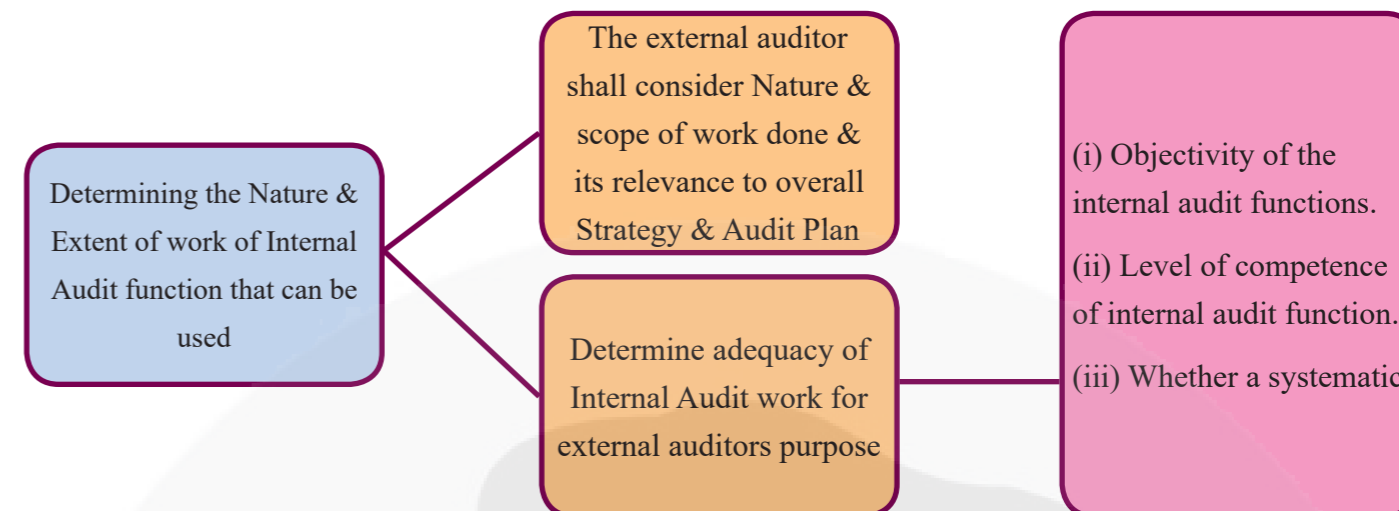 Determining the Nature &
Extent of work of Internal
Audit function that can be
used
The external auditor
shall consider Nature &
scope of work done &
its relevance to overall
Strategy & Audit Plan
Determine adequacy of
Internal Audit work for
external auditors purpose
(i) Objectivity of the
internal audit functions.
(ii) Level of competence
of internal audit function.
(iii) Whether a systematic